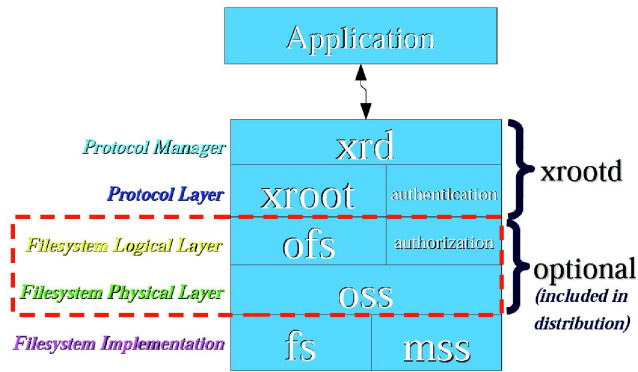 Application
Protocol Manager
xrd
xrootd
Protocol Layer
xroot
authentication
Filesystem Logical Layer
ofs
authorization
optional
(included in
distribution)
Filesystem Physical Layer
oss
Filesystem Implementation
fs
mss